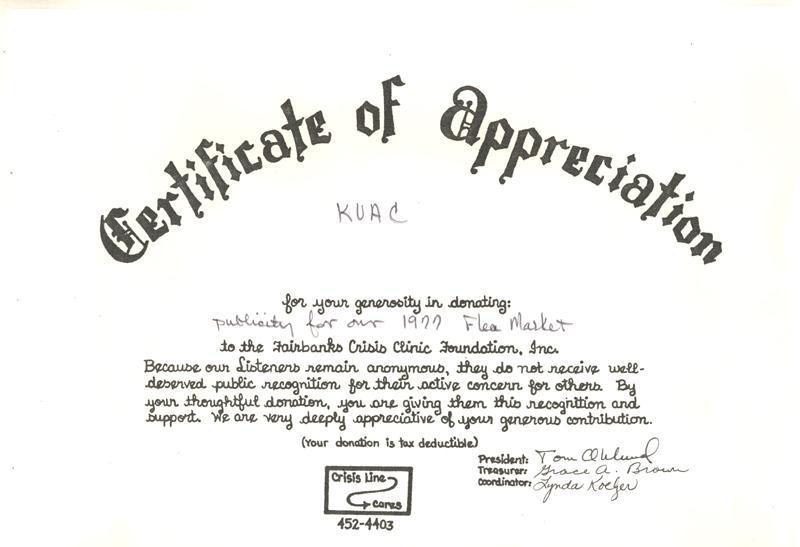 Certificate of Appreciation
KUAC
for your generosity in donating:
publicity for our 1977 Flea Market
to the Fairbanks Crisis Clinic Foundation, Inc.
Because our Listeners remain anonymous, they do not receive well-
deserved public recognition for their active concern for others. By
your thoughtful donation, you are giving them this recognition and
support. We are very deeply appreciative of your generous contribution.
(Your donation is tax deductible)
President: Tom
Treasurer: Grace A. Brown
Coordinator: Lynda
Crisis Line
cares
452-4403